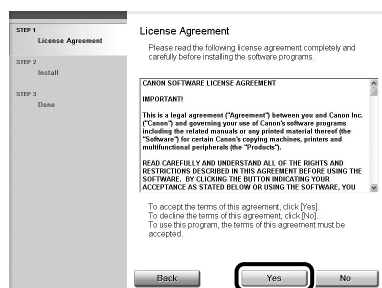 STEP 1
License Agreement
STEP 2
Install
STEP 3
Done
License Agreement
Please read the following license agreement completely and
carefully before installing the software programs.
CANON SOFTWARE LICENSE AGREEMENT
IMPORTANT!
This is a legal agreement ("Agreement") between you and Canon Inc.
("Canon") and governing your use of Canon's software programs
including the related manuals or any printed material thereof (the
"Software") for certain Canon's copying machines, printers and
multifunctional peripherals (the "Products").
READ CAREFULLY AND UNDERSTAND ALL OF THE RIGHTS AND
RESTRICTIONS DESCRIBED IN THIS AGREEMENT BEFORE USING THE
SOFTWARE. BY CLICKING THE BUTTON INDICATING YOUR
ACCEPTANCE AS STATED BELOW OR USING THE SOFTWARE, YOU
To accept the terms of this agreement, click [Yes].
To decline the terms of this agreement, click [No].
To use this program, the terms of this agreement must be
accepted.
Back
Yes
No